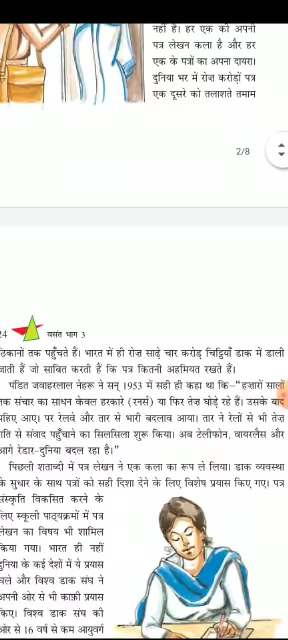 नहीं है। हर एक की अपनी
पत्र लेखन कला है और हर
एक के पत्रों का अपना दायरा।
दुनिया भर में रोज़ करोड़ों पत्र
एक दूसरे को तलाशते तमाम
2/8
24 वसंत भाग 3
ठिकानों तक पहुँचते हैं। भारत में ही रोज़ साढ़े चार करोड़ चिट्ठियाँ डाक में डाली
जाती हैं जो साबित करती हैं कि पत्र कितनी अहमियत रखते हैं।
पंडित जवाहरलाल नेहरू ने सन् 1953 में सही ही कहा था कि–“हज़ारों सालों
तक संचार का साधन केवल हरकारे (रनर्स) या फिर तेज़ घोड़े रहे हैं। उसके बाद
पहिए आए। पर रेलवे और तार से भारी बदलाव आया। तार ने रेलों से भी तेज़
गति से संवाद पहुँचाने का सिलसिला शुरू किया। अब टेलीफोन, वायरलैस और
आगे रेडार–दुनिया बदल रहा है।”
पिछली शताब्दी में पत्र लेखन ने एक कला का रूप ले लिया। डाक व्यवस्था
के सुधार के साथ पत्रों को सही दिशा देने के लिए विशेष प्रयास किए गए। पत्र
संस्कृति विकसित करने के
लिए स्कूली पाठ्यक्रमों में पत्र
लेखन का विषय भी शामिल
किया गया। भारत ही नहीं
दुनिया के कई देशों में ये प्रयास
चले और विश्व डाक संघ ने
अपनी ओर से भी काफ़ी प्रयास
किए। विश्व डाक संघ की
ओर से 16 वर्ष से कम आयुवर्ग